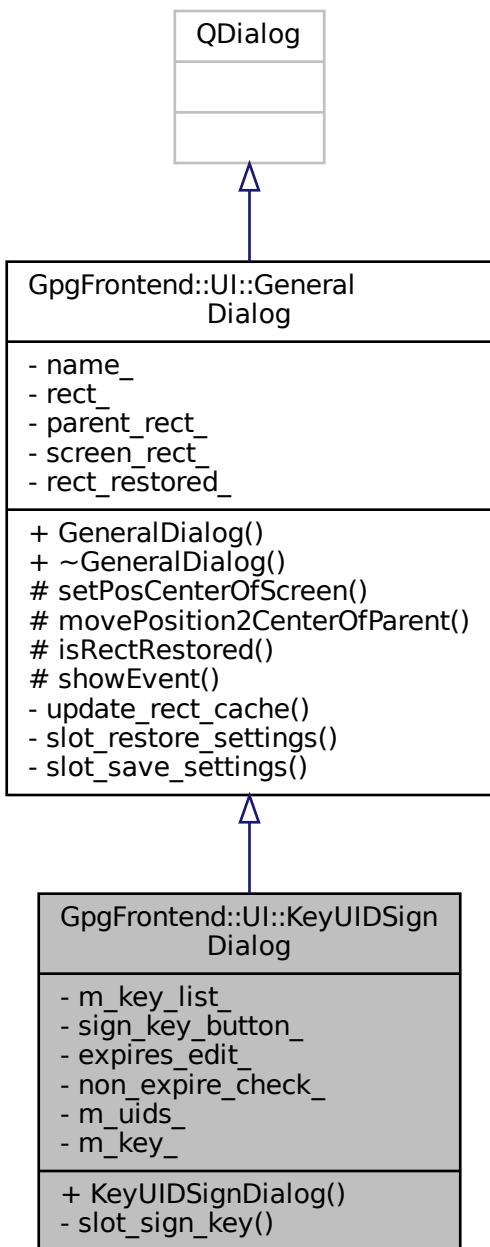 QDialog
GpgFrontend::UI::General
Dialog
- name_
- rect_
- parent_rect_
- screen_rect_
- rect_restored_
+ GeneralDialog()
+ ~GeneralDialog()
# setPosCenterOfScreen()
# movePosition2CenterOfParent()
# isRectRestored()
# showEvent()
- update_rect_cache()
- slot_restore_settings()
- slot_save_settings()
GpgFrontend::UI::KeyUIDSign
Dialog
- m_key_list_
- sign_key_button_
- expires_edit_
- non_expire_check_
- m_uids_
- m_key_
+ KeyUIDSignDialog()
- slot_sign_key()